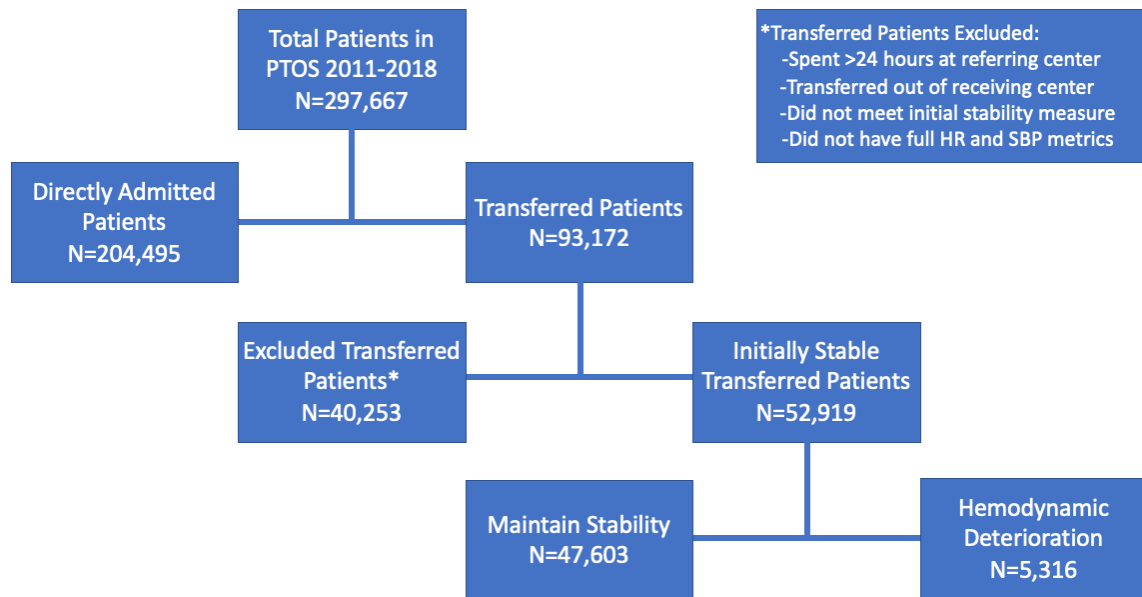 Total Patients in
PTOS 2011-2018
N=297,667
*Transferred Patients Excluded:
-Spent >24 hours at referring center
-Transferred out of receiving center
-Did not meet initial stability measure
-Did not have full HR and SBP metrics
Directly Admitted
Patients
N=204,495
Transferred Patients
N=93,172
Excluded Transferred
Patients*
N=40,253
Initially Stable
Transferred Patients
N=52,919
Maintain Stability
N=47,603
Hemodynamic
Deterioration
N=5,316